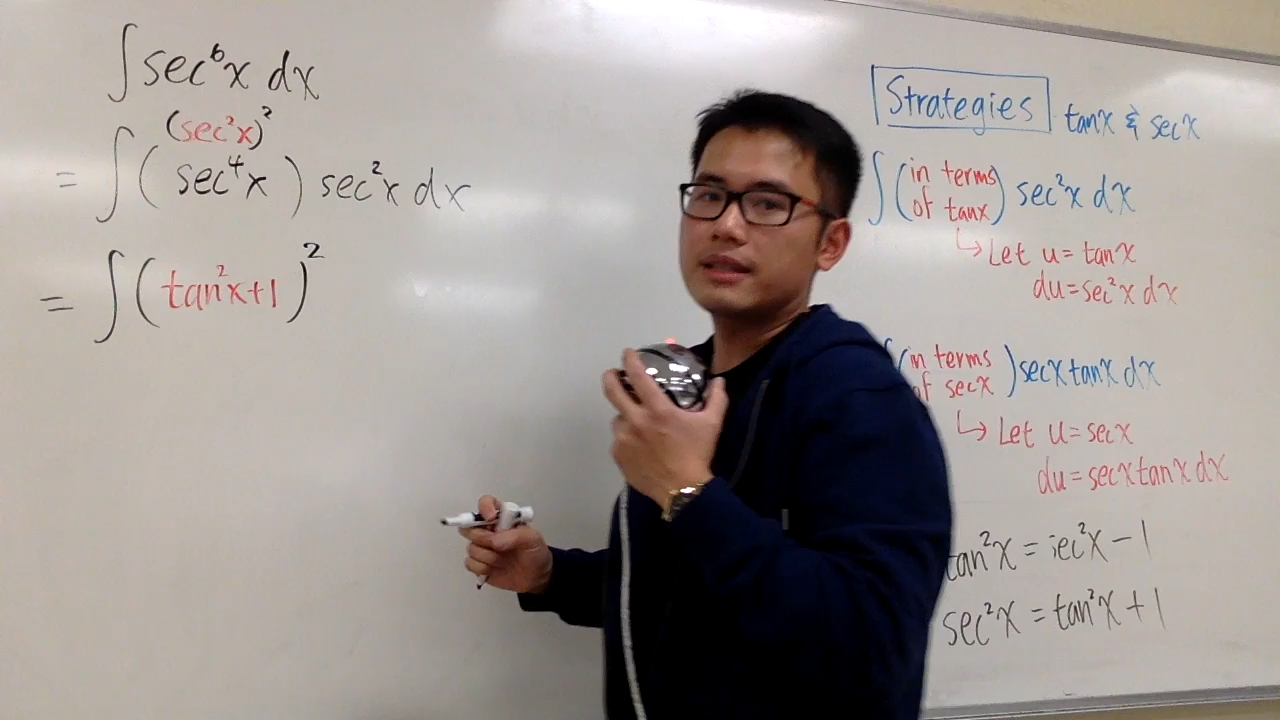 ∫ sec⁶x dx
(sec²x)²
= ∫ ( sec⁴x ) sec²x dx
= ∫ ( tan²x+1 )²
Strategies tanx & secx
∫ (in terms of tanx) sec²x dx
↳ Let u = tanx
du = sec²x dx
(in terms of secx) secx tanx dx
↳ Let u = secx
du = secx tanx dx
tan²x = sec²x − 1
sec²x = tan²x + 1